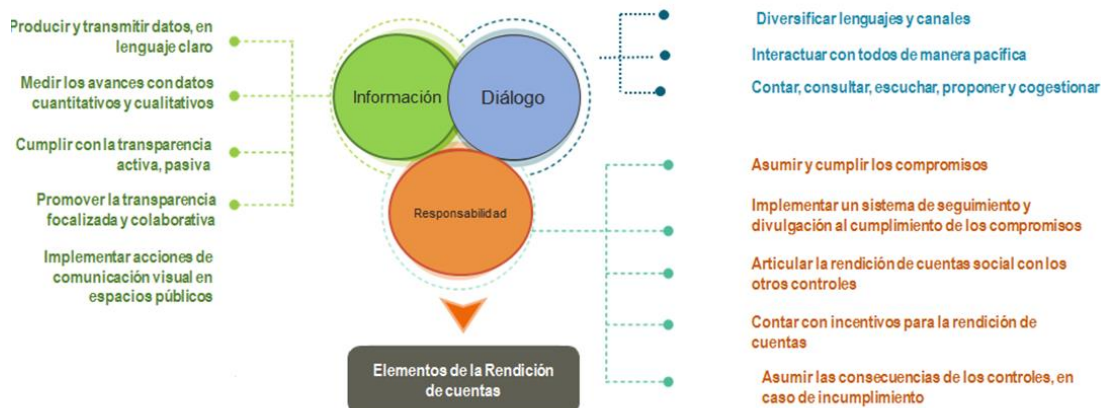 Producir y transmitir datos, en
lenguaje claro
Medir los avances con datos
cuantitativos y cualitativos
Cumplir con la transparencia
activa, pasiva
Promover la transparencia
focalizada y colaborativa
Implementar acciones de
comunicación visual en
espacios públicos
Información
Diálogo
Responsabilidad
Elementos de la Rendición
de cuentas
Diversificar lenguajes y canales
Interactuar con todos de manera pacífica
Contar, consultar, escuchar, proponer y cogestionar
Asumir y cumplir los compromisos
Implementar un sistema de seguimiento y
divulgación al cumplimiento de los compromisos
Articular la rendición de cuentas social con los
otros controles
Contar con incentivos para la rendición de
cuentas
Asumir las consecuencias de los controles, en
caso de incumplimiento